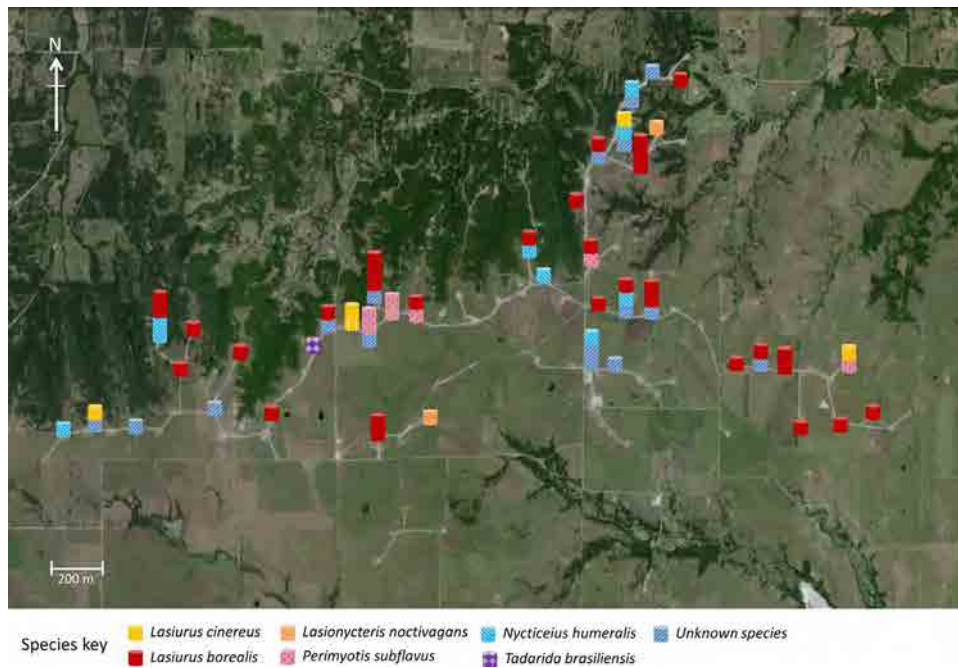 N
200 m
Species key
Lasiurus cinereus
Lasionycteris noctivagans
Nycticeius humeralis
Unknown species
Lasiurus borealis
Perimyotis subflavus
Tadarida brasiliensis